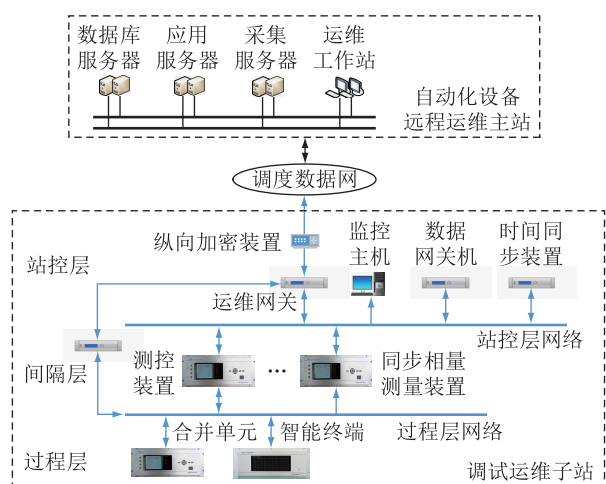 数据库
服务器
应用
服务器
采集
服务器
运维
工作站
自动化设备
远程运维主站
调度数据网
纵向加密装置
监控
主机
数据
网关机
时间同
步装置
站控层
运维网关
站控层网络
间隔层
测控
装置
···
同步相量
测量装置
合并单元
智能终端
过程层网络
过程层
调试运维子站